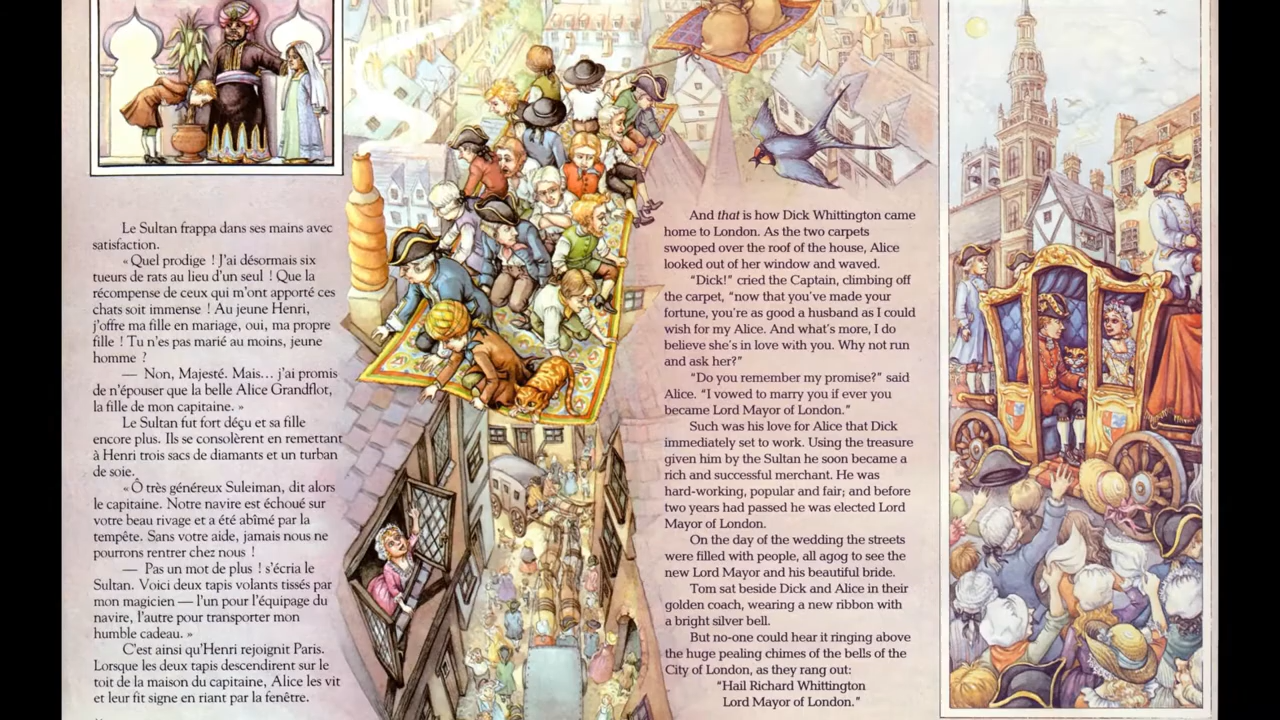 Le Sultan frappa dans ses mains avec
satisfaction.
« Quel prodige ! J'ai désormais six
tueurs de rats au lieu d'un seul ! Que la
récompense de ceux qui m'ont apporté ces
chats soit immense ! Au jeune Henri,
j'offre ma fille en mariage, oui, ma propre
fille ! Tu n'es pas marié au moins, jeune
homme ?
— Non, Majesté. Mais... j'ai promis
de n'épouser que la belle Alice Grandflot,
la fille de mon capitaine. »
Le Sultan fut fort déçu et sa fille
encore plus. Ils se consolèrent en remettant
à Henri trois sacs de diamants et un turban
de soie.
« Ô très généreux Suleiman, dit alors
le capitaine. Notre navire est échoué sur
votre beau rivage et a été abîmé par la
tempête. Sans votre aide, jamais nous ne
pourrons rentrer chez nous !
— Pas un mot de plus ! s'écria le
Sultan. Voici deux tapis volants tissés par
mon magicien — l'un pour l'équipage du
navire, l'autre pour transporter mon
humble cadeau. »
C'est ainsi qu'Henri rejoignit Paris.
Lorsque les deux tapis descendirent sur le
toit de la maison du capitaine, Alice les vit
et leur fit signe en riant par la fenêtre.
And that is how Dick Whittington came
home to London. As the two carpets
swooped over the roof of the house, Alice
looked out of her window and waved.
“Dick!” cried the Captain, climbing off
the carpet, “now that you've made your
fortune, you're as good a husband as I could
wish for my Alice. And what's more, I do
believe she's in love with you. Why not run
and ask her?”
“Do you remember my promise?” said
Alice. “I vowed to marry you if ever you
became Lord Mayor of London.”
Such was his love for Alice that Dick
immediately set to work. Using the treasure
given him by the Sultan he soon became a
rich and successful merchant. He was
hard-working, popular and fair; and before
two years had passed he was elected Lord
Mayor of London.
On the day of the wedding the streets
were filled with people, all agog to see the
new Lord Mayor and his beautiful bride.
Tom sat beside Dick and Alice in their
golden coach, wearing a new ribbon with
a bright silver bell.
But no-one could hear it ringing above
the huge pealing chimes of the bells of the
City of London, as they rang out:
“Hail Richard Whittington
Lord Mayor of London.”